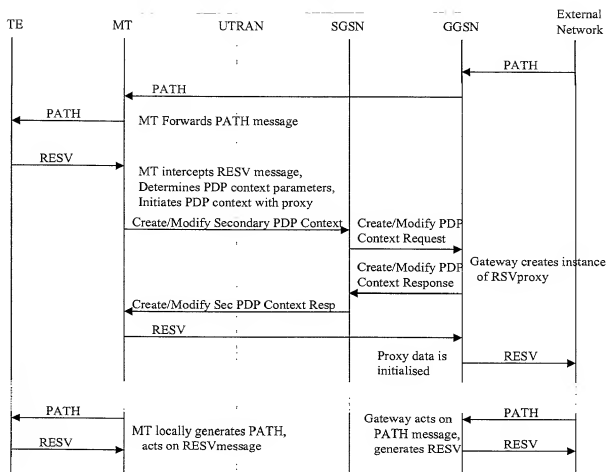 TE
MT
UTRAN
SGSN
GGSN
External
Network
PATH
PATH
PATH
MT Forwards PATH message
RESV
MT intercepts RESV message,
Determines PDP context parameters,
Initiates PDP context with proxy
Create/Modify Secondary PDP Context
Create/Modify PDP
Context Request
Gateway creates instance
of RSVproxy
Create/Modify PDP
Context Response
Create/Modify Sec PDP Context Resp
RESV
Proxy data is
initialised
RESV
PATH
MT locally generates PATH,
acts on RESVmessage
RESV
Gateway acts on
PATH message,
generates RESV
PATH
RESV